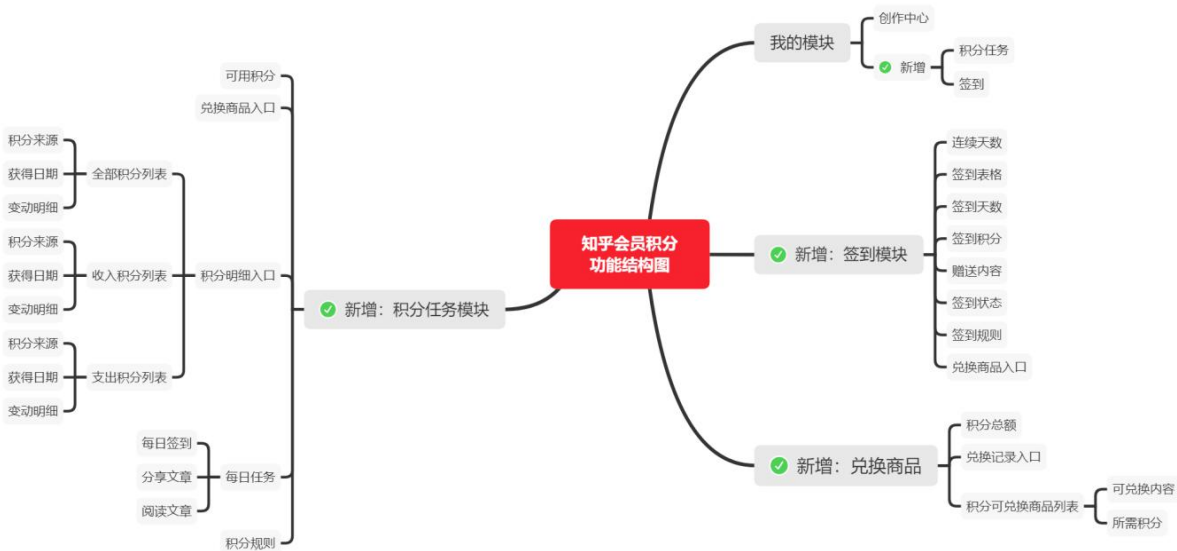 知乎会员积分
功能结构图
我的模块
创作中心
新增
积分任务
签到
新增：签到模块
连续天数
签到表格
签到天数
签到积分
赠送内容
签到状态
签到规则
兑换商品入口
新增：兑换商品
积分总额
兑换记录入口
积分可兑换商品列表
可兑换内容
所需积分
新增：积分任务模块
可用积分
兑换商品入口
积分明细入口
全部积分列表
积分来源
获得日期
变动明细
收入积分列表
积分来源
获得日期
变动明细
支出积分列表
积分来源
获得日期
变动明细
每日任务
每日签到
分享文章
阅读文章
积分规则